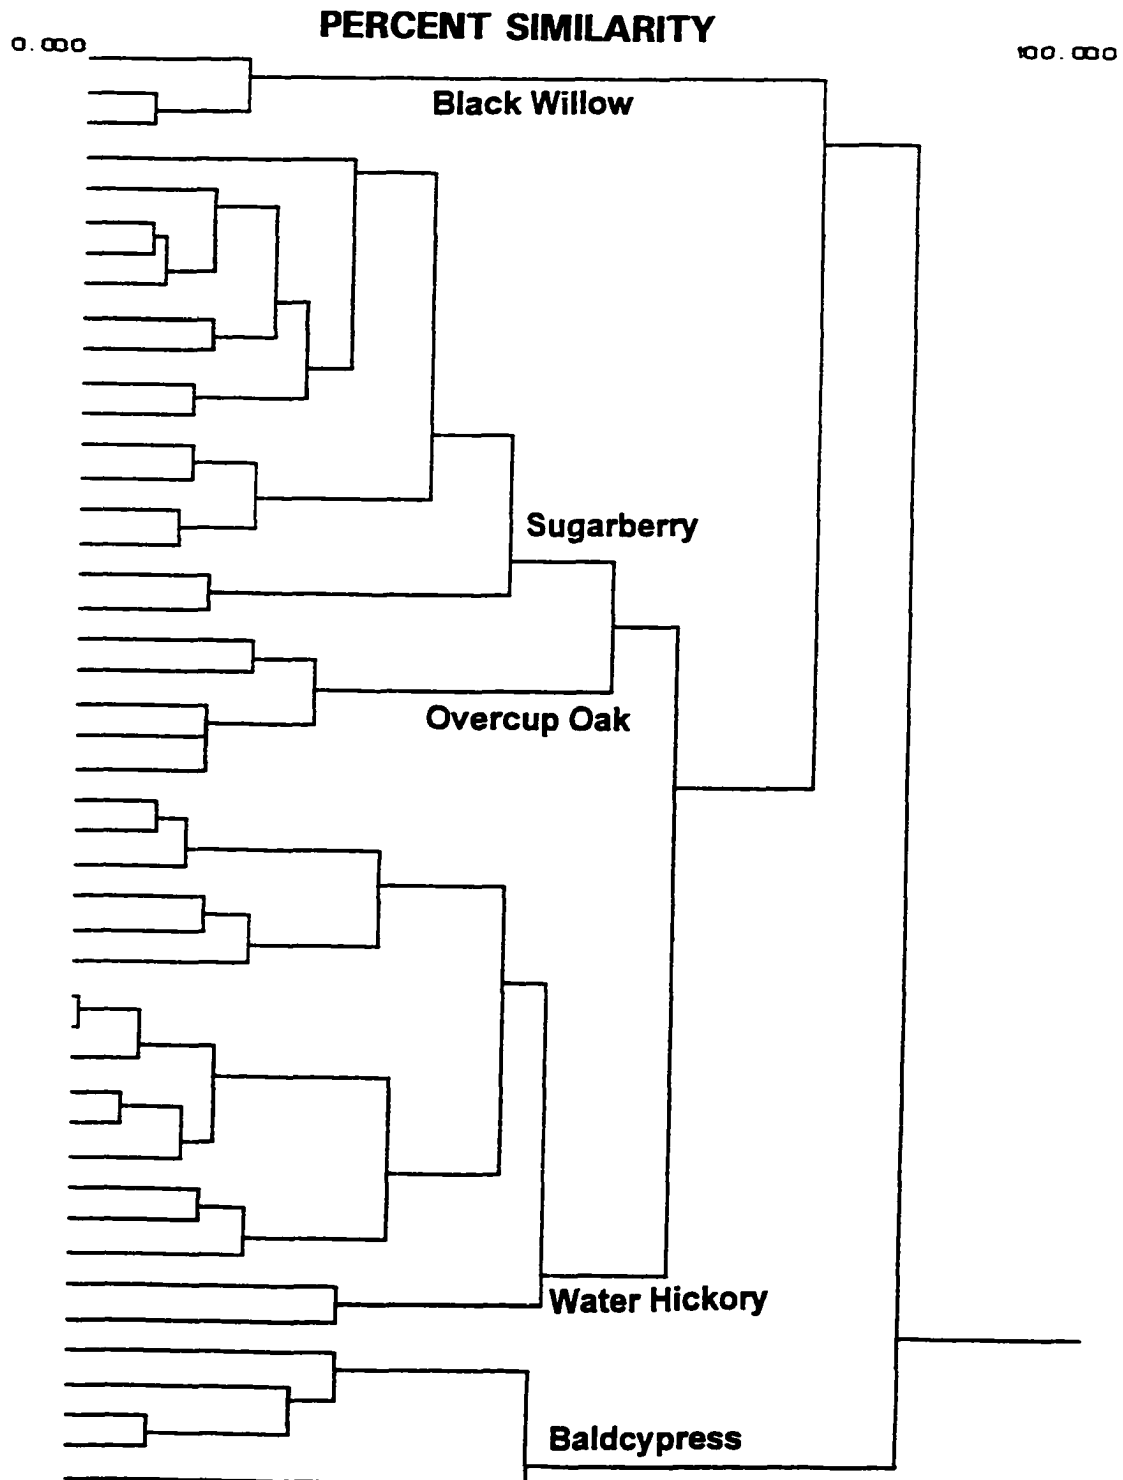 PERCENT SIMILARITY
0.000
100.000
Black Willow
Sugarberry
Overcup Oak
Water Hickory
Baldcypress